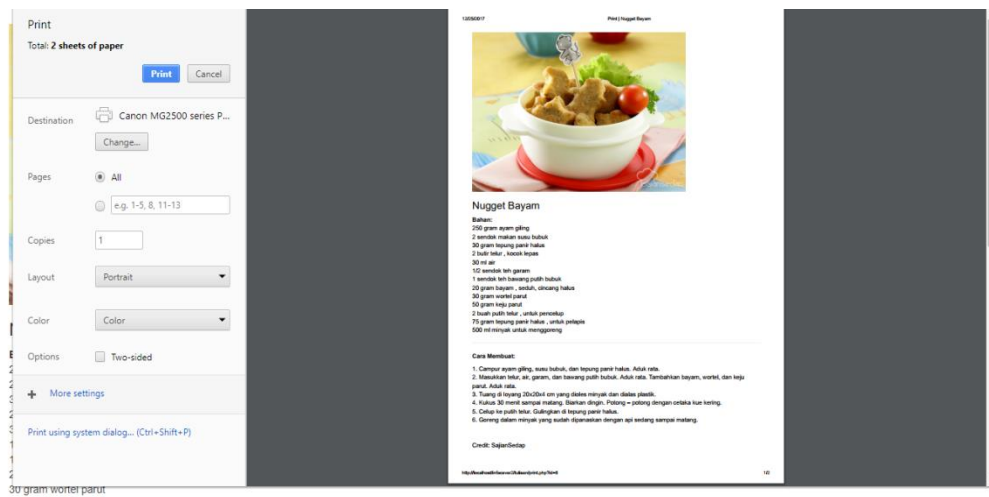 Print
Total: 2 sheets of paper
Print Cancel
Destination
Canon MG2500 series P...
Change...
Pages
All
e.g. 1-5, 8, 11-13
Copies
1
Layout
Portrait
Color
Color
Options
Two-sided
More settings
Print using system dialog... (Ctrl+Shift+P)
30 gram wortel parut
Print | Nugget Bayam
Nugget Bayam
Bahan:
250 gram ayam giling
2 sendok makan susu bubuk
30 gram tepung panir halus
2 butir telur , kocok lepas
30 ml air
1/2 sendok teh garam
1 sendok teh bawang putih bubuk
20 gram bayam , seduh, cincang halus
30 gram wortel parut
50 gram keju parut
2 buah putih telur , untuk pencelup
75 gram tepung panir halus , untuk pelapis
500 ml minyak untuk menggoreng
Cara Membuat:
1. Campur ayam giling, susu bubuk, dan tepung panir halus. Aduk rata.
2. Masukkan telur, air, garam, dan bawang putih bubuk. Aduk rata. Tambahkan bayam, wortel, dan keju
parut. Aduk rata.
3. Tuang di loyang 20x20x4 cm yang dioles minyak dan dialas plastik.
4. Kukus 30 menit sampai matang. Biarkan dingin. Potong – potong dengan cetaka kue kering.
5. Celup ke putih telur. Gulingkan di tepung panir halus.
6. Goreng dalam minyak yang sudah dipanaskan dengan api sedang sampai matang.
Credit: SajianSedap
1/2